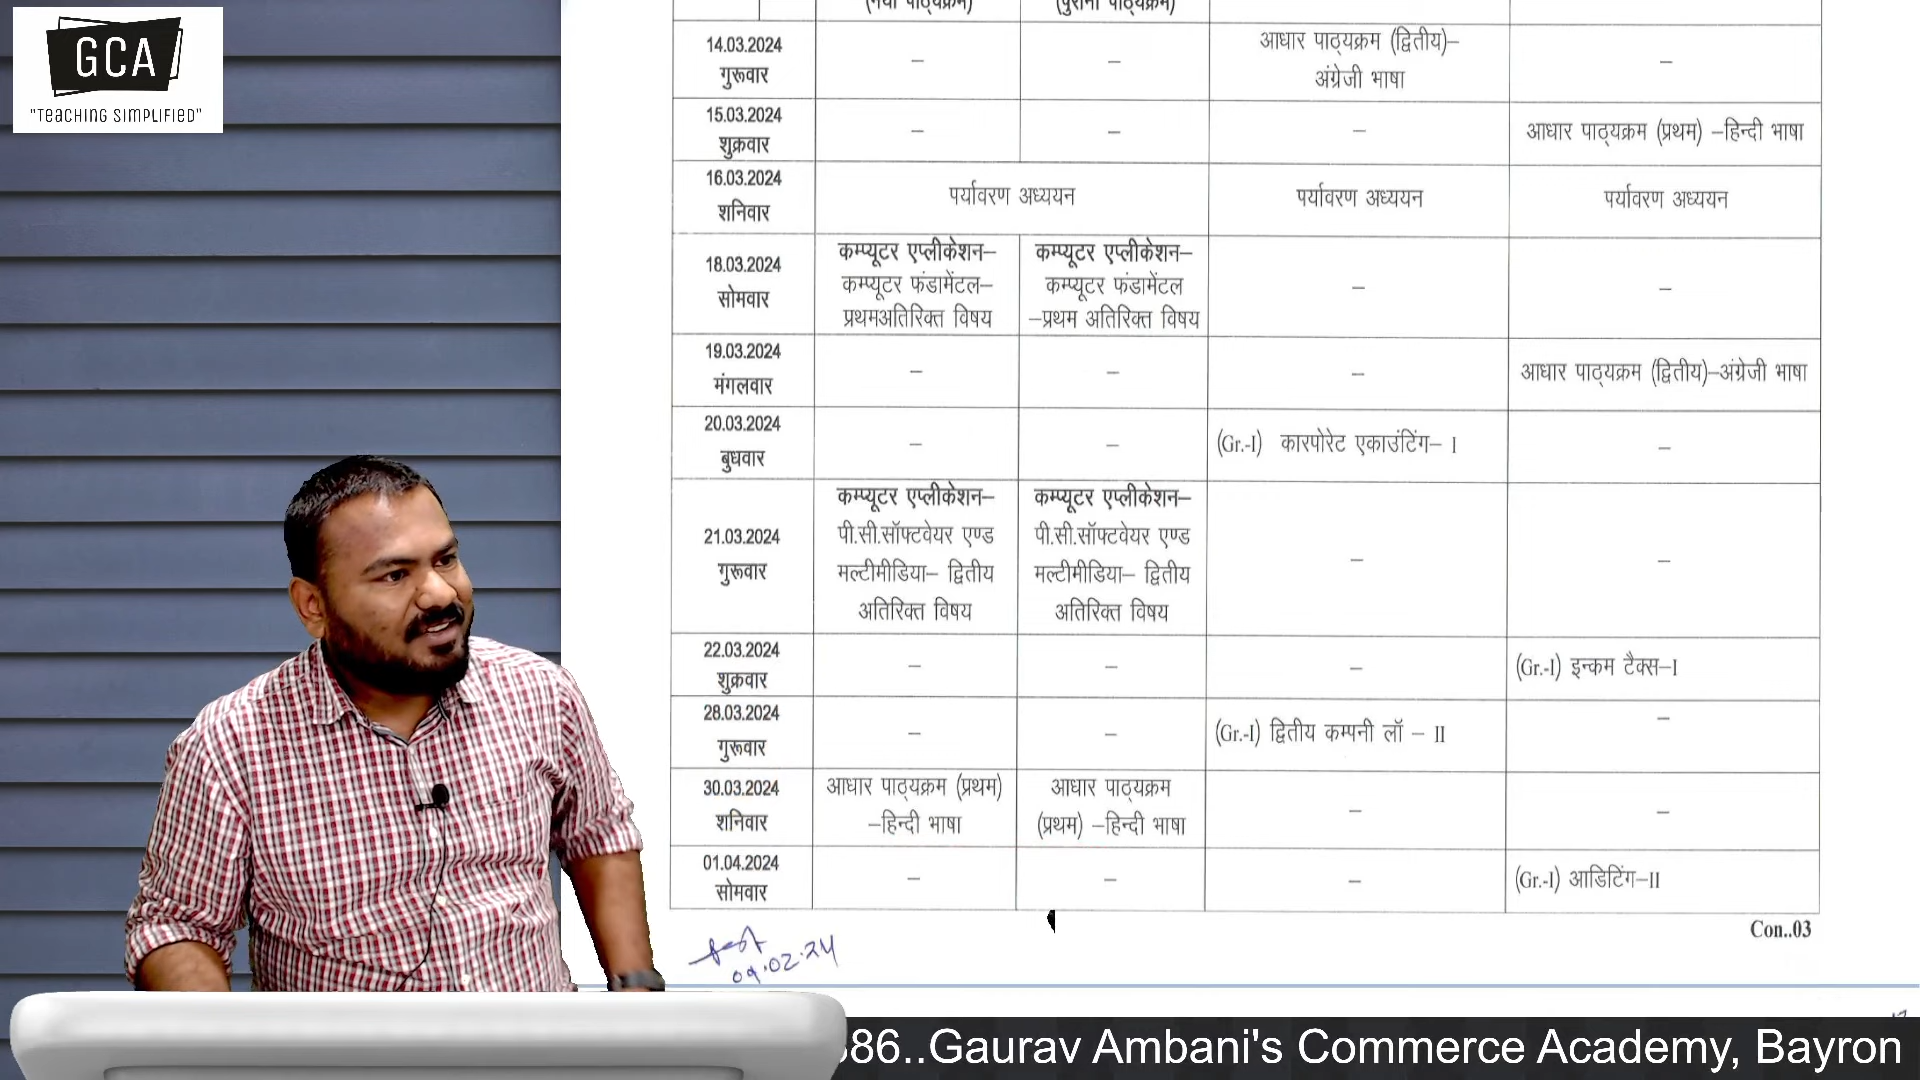 GCA
"Teaching Simplified"
(नया पाठ्यक्रम) (पुराना पाठ्यक्रम)
14.03.2024 – – आधार पाठ्यक्रम (द्वितीय)– –
गुरूवार अंग्रेजी भाषा
15.03.2024 – – – आधार पाठ्यक्रम (प्रथम) –हिन्दी भाषा
शुक्रवार
16.03.2024 पर्यावरण अध्ययन पर्यावरण अध्ययन पर्यावरण अध्ययन
शनिवार
18.03.2024 कम्प्यूटर एप्लीकेशन– कम्प्यूटर एप्लीकेशन– – –
सोमवार कम्प्यूटर फंडामेंटल– कम्प्यूटर फंडामेंटल
प्रथमअतिरिक्त विषय –प्रथम अतिरिक्त विषय
19.03.2024 – – – आधार पाठ्यक्रम (द्वितीय)–अंग्रेजी भाषा
मंगलवार
20.03.2024 – – (Gr.-I) कारपोरेट एकाउंटिंग– I –
बुधवार
21.03.2024 कम्प्यूटर एप्लीकेशन– कम्प्यूटर एप्लीकेशन– – –
गुरूवार पी.सी.सॉफ्टवेयर एण्ड पी.सी.सॉफ्टवेयर एण्ड
मल्टीमीडिया– द्वितीय मल्टीमीडिया– द्वितीय
अतिरिक्त विषय अतिरिक्त विषय
22.03.2024 – – – (Gr.-I) इन्कम टैक्स–I
शुक्रवार
28.03.2024 – – (Gr.-I) द्वितीय कम्पनी लॉ – II –
गुरूवार
30.03.2024 आधार पाठ्यक्रम (प्रथम) आधार पाठ्यक्रम – –
शनिवार –हिन्दी भाषा (प्रथम) –हिन्दी भाषा
01.04.2024 – – – (Gr.-I) आडिटिंग–II
सोमवार
Con..03
09.02.24
86..Gaurav Ambani's Commerce Academy, Bayron